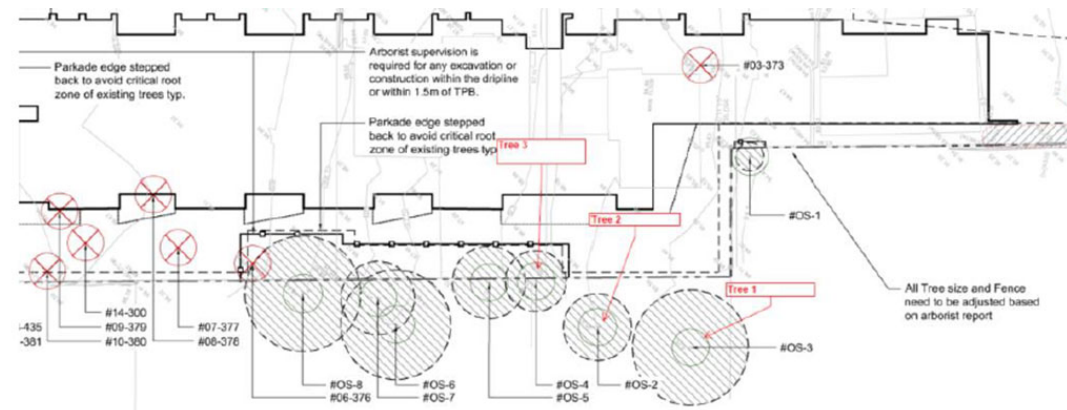 Parkade edge stepped
back to avoid critical root
zone of existing trees typ.
Arborist supervision is
required for any excavation or
construction within the dripline
or within 1.5m of TPB.
#03-373
Parkade edge stepped
back to avoid critical root
zone of existing trees typ
Tree 3
Tree 2
#OS-1
Tree 1
All Tree size and Fence
need to be adjusted based
on arborist report
#14-300
#09-379
#10-380
#07-377
#08-378
#OS-3
#OS-8
#06-376
#OS-6
#OS-7
#OS-4
#OS-5
#OS-2
-435
-381